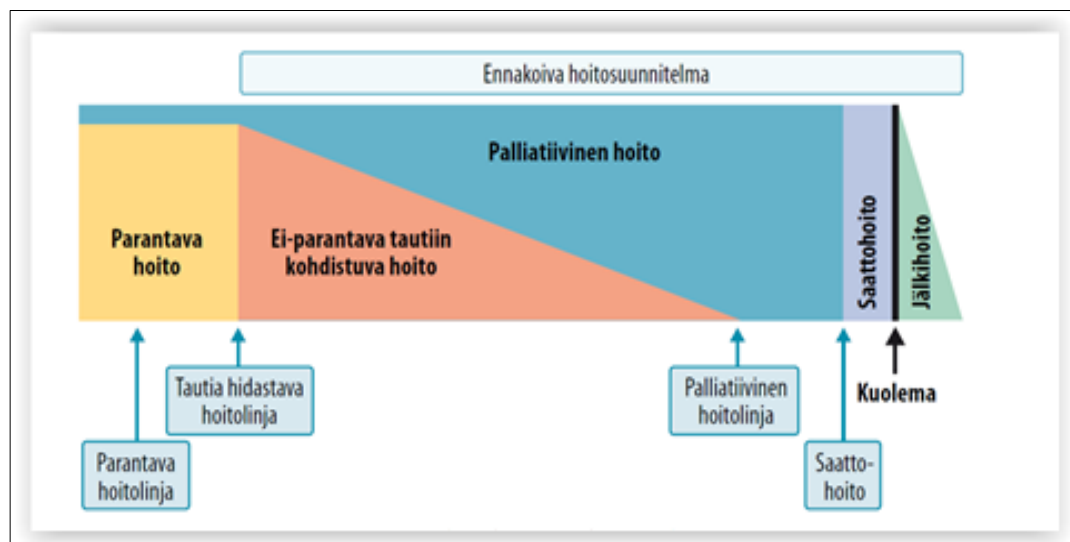 Ennakoiva hoitosuunnitelma
Palliatiivinen hoito
Parantava
hoito
Ei-parantava tautiin
kohdistuva hoito
Saattohoito
Jälkihoito
Tautia hidastava
hoitolinja
Palliatiivinen
hoitolinja
Kuolema
Parantava
hoitolinja
Saatto-
hoito